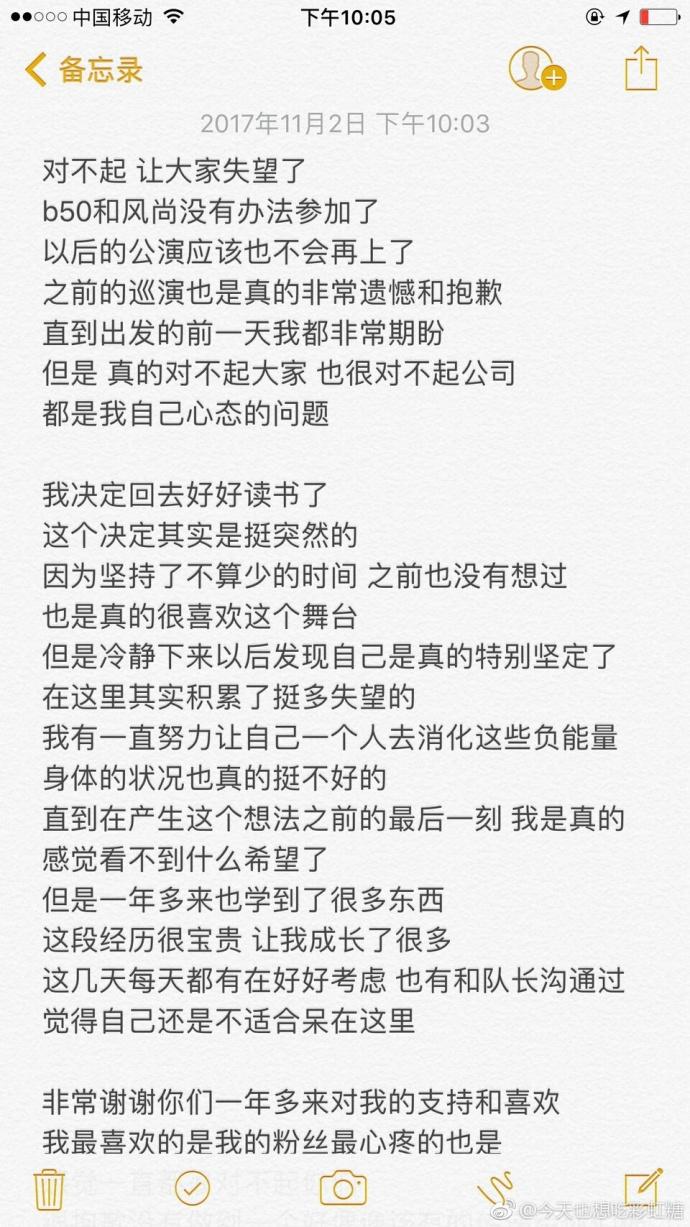 中国移动
下午10:05
备忘录
2017年11月2日 下午10:03
对不起 让大家失望了
b50和风尚没有办法参加了
以后的公演应该也不会再上了
之前的巡演也是真的非常遗憾和抱歉
直到出发的前一天我都非常期盼
但是 真的对不起大家 也很对不起公司
都是我自己心态的问题
我决定回去好好读书了
这个决定其实是挺突然的
因为坚持了不算少的时间 之前也没有想过
也是真的很喜欢这个舞台
但是冷静下来以后发现自己是真的特别坚定了
在这里其实积累了挺多失望的
我有一直努力让自己一个人去消化这些负能量
身体的状况也真的挺不好的
直到在产生这个想法之前的最后一刻 我是真的
感觉看不到什么希望了
但是一年多来也学到了很多东西
这段经历很宝贵 让我成长了很多
这几天每天都有在好好考虑 也有和队长沟通过
觉得自己还是不适合呆在这里
非常谢谢你们一年多来对我的支持和喜欢
我最喜欢的是我的粉丝最心疼的也是
@今天也想吃彩虹糖